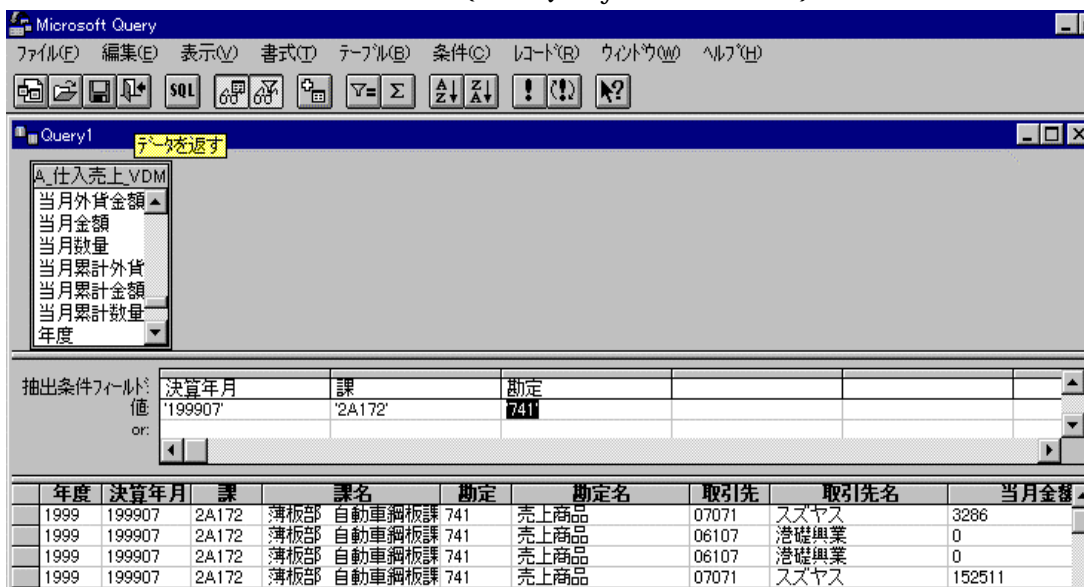 Microsoft Query
ファイル(F) 編集(E) 表示(V) 書式(T) テーブル(B) 条件(C) レコード(R) ウィンドウ(W) ヘルプ(H)
SQL
Query1
データを返す
A_仕入売上_VDM
当月外貨金額
当月金額
当月数量
当月累計外貨
当月累計金額
当月累計数量
年度
抽出条件フィールド: 決算年月 課 勘定
値: '199907' '2A172' '741'
or:
年度 決算年月 課 課名 勘定 勘定名 取引先 取引先名 当月金額
1999 199907 2A172 薄板部 自動車鋼板課 741 売上商品 07071 スズヤス 3286
1999 199907 2A172 薄板部 自動車鋼板課 741 売上商品 06107 港礎興業 0
1999 199907 2A172 薄板部 自動車鋼板課 741 売上商品 06107 港礎興業 0
1999 199907 2A172 薄板部 自動車鋼板課 741 売上商品 07071 スズヤス 152511